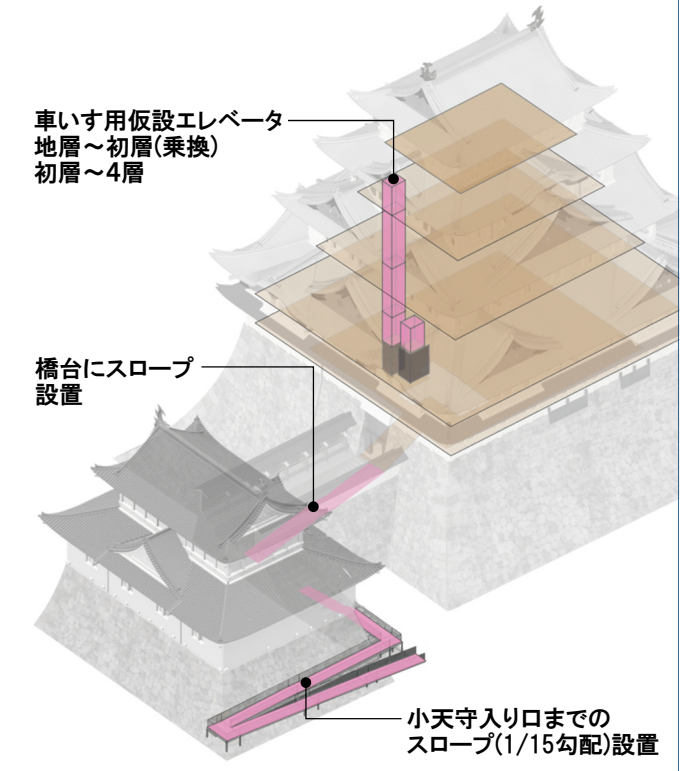 車いす用仮設エレベータ
地層～初層(乗換)
初層～4層
橋台にスロープ
設置
小天守入り口までの
スロープ(1/15勾配)設置